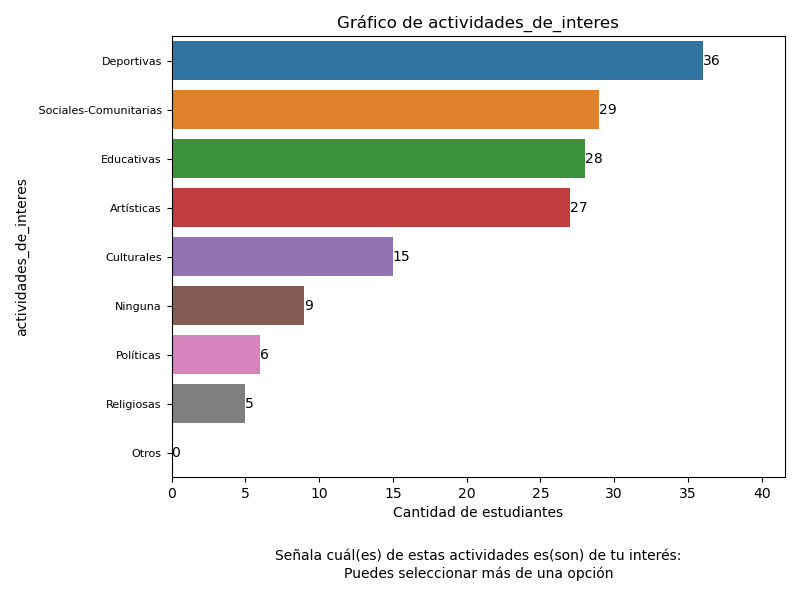 Gráfico de actividades_de_interes
Deportivas
36
Sociales-Comunitarias
29
Educativas
28
Artísticas
27
Culturales
15
Ninguna
9
Políticas
6
Religiosas
5
Otros
0
actividades_de_interes
0 5 10 15 20 25 30 35 40
Cantidad de estudiantes
Señala cuál(es) de estas actividades es(son) de tu interés:
Puedes seleccionar más de una opción